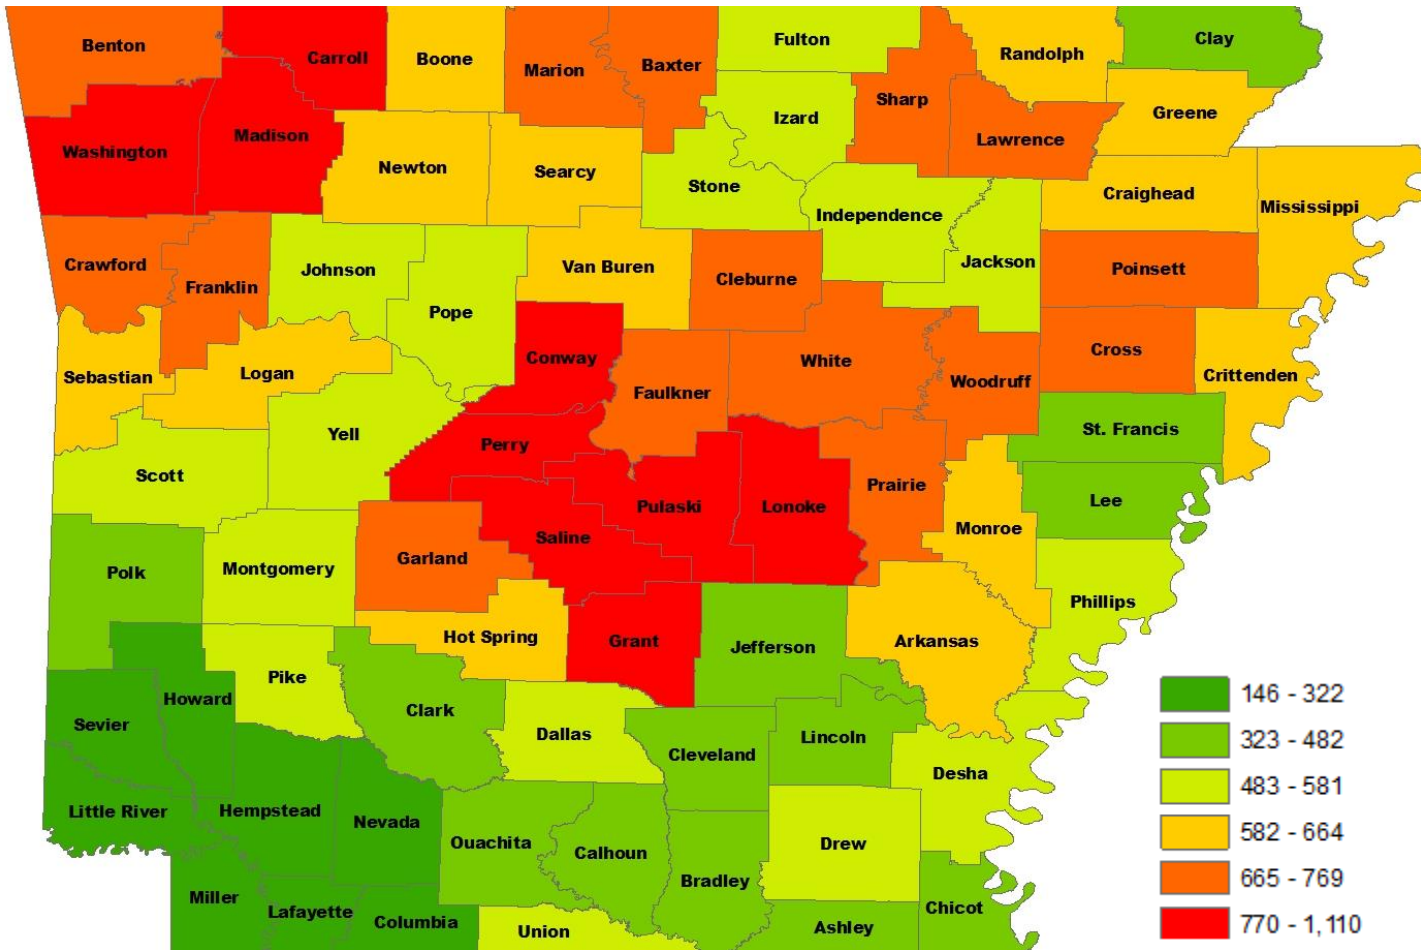 Benton
Carroll
Boone
Marion
Baxter
Fulton
Randolph
Clay
Sharp
Izard
Lawrence
Greene
Washington
Madison
Newton
Searcy
Stone
Independence
Craighead
Mississippi
Crawford
Franklin
Johnson
Pope
Van Buren
Cleburne
Jackson
Poinsett
Sebastian
Logan
Conway
Faulkner
White
Woodruff
Cross
Crittenden
Scott
Yell
Perry
Pulaski
Lonoke
Prairie
St. Francis
Lee
Monroe
Polk
Montgomery
Garland
Saline
Phillips
Hot Spring
Grant
Jefferson
Arkansas
Howard
Pike
Sevier
Clark
Dallas
Cleveland
Lincoln
Desha
Little River
Hempstead
Nevada
Ouachita
Calhoun
Bradley
Drew
Miller
Lafayette
Columbia
Union
Ashley
Chicot
146 - 322
323 - 482
483 - 581
582 - 664
665 - 769
770 - 1,110